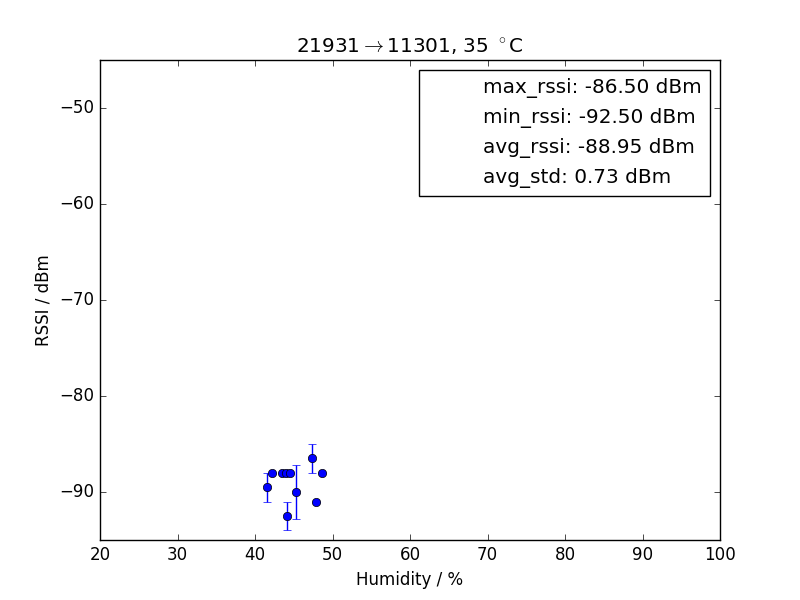 21931→11301, 35 °C
max_rssi: -86.50 dBm
min_rssi: -92.50 dBm
avg_rssi: -88.95 dBm
avg_std: 0.73 dBm
−50
−60
−70
−80
−90
RSSI / dBm
20 30 40 50 60 70 80 90 100
Humidity / %